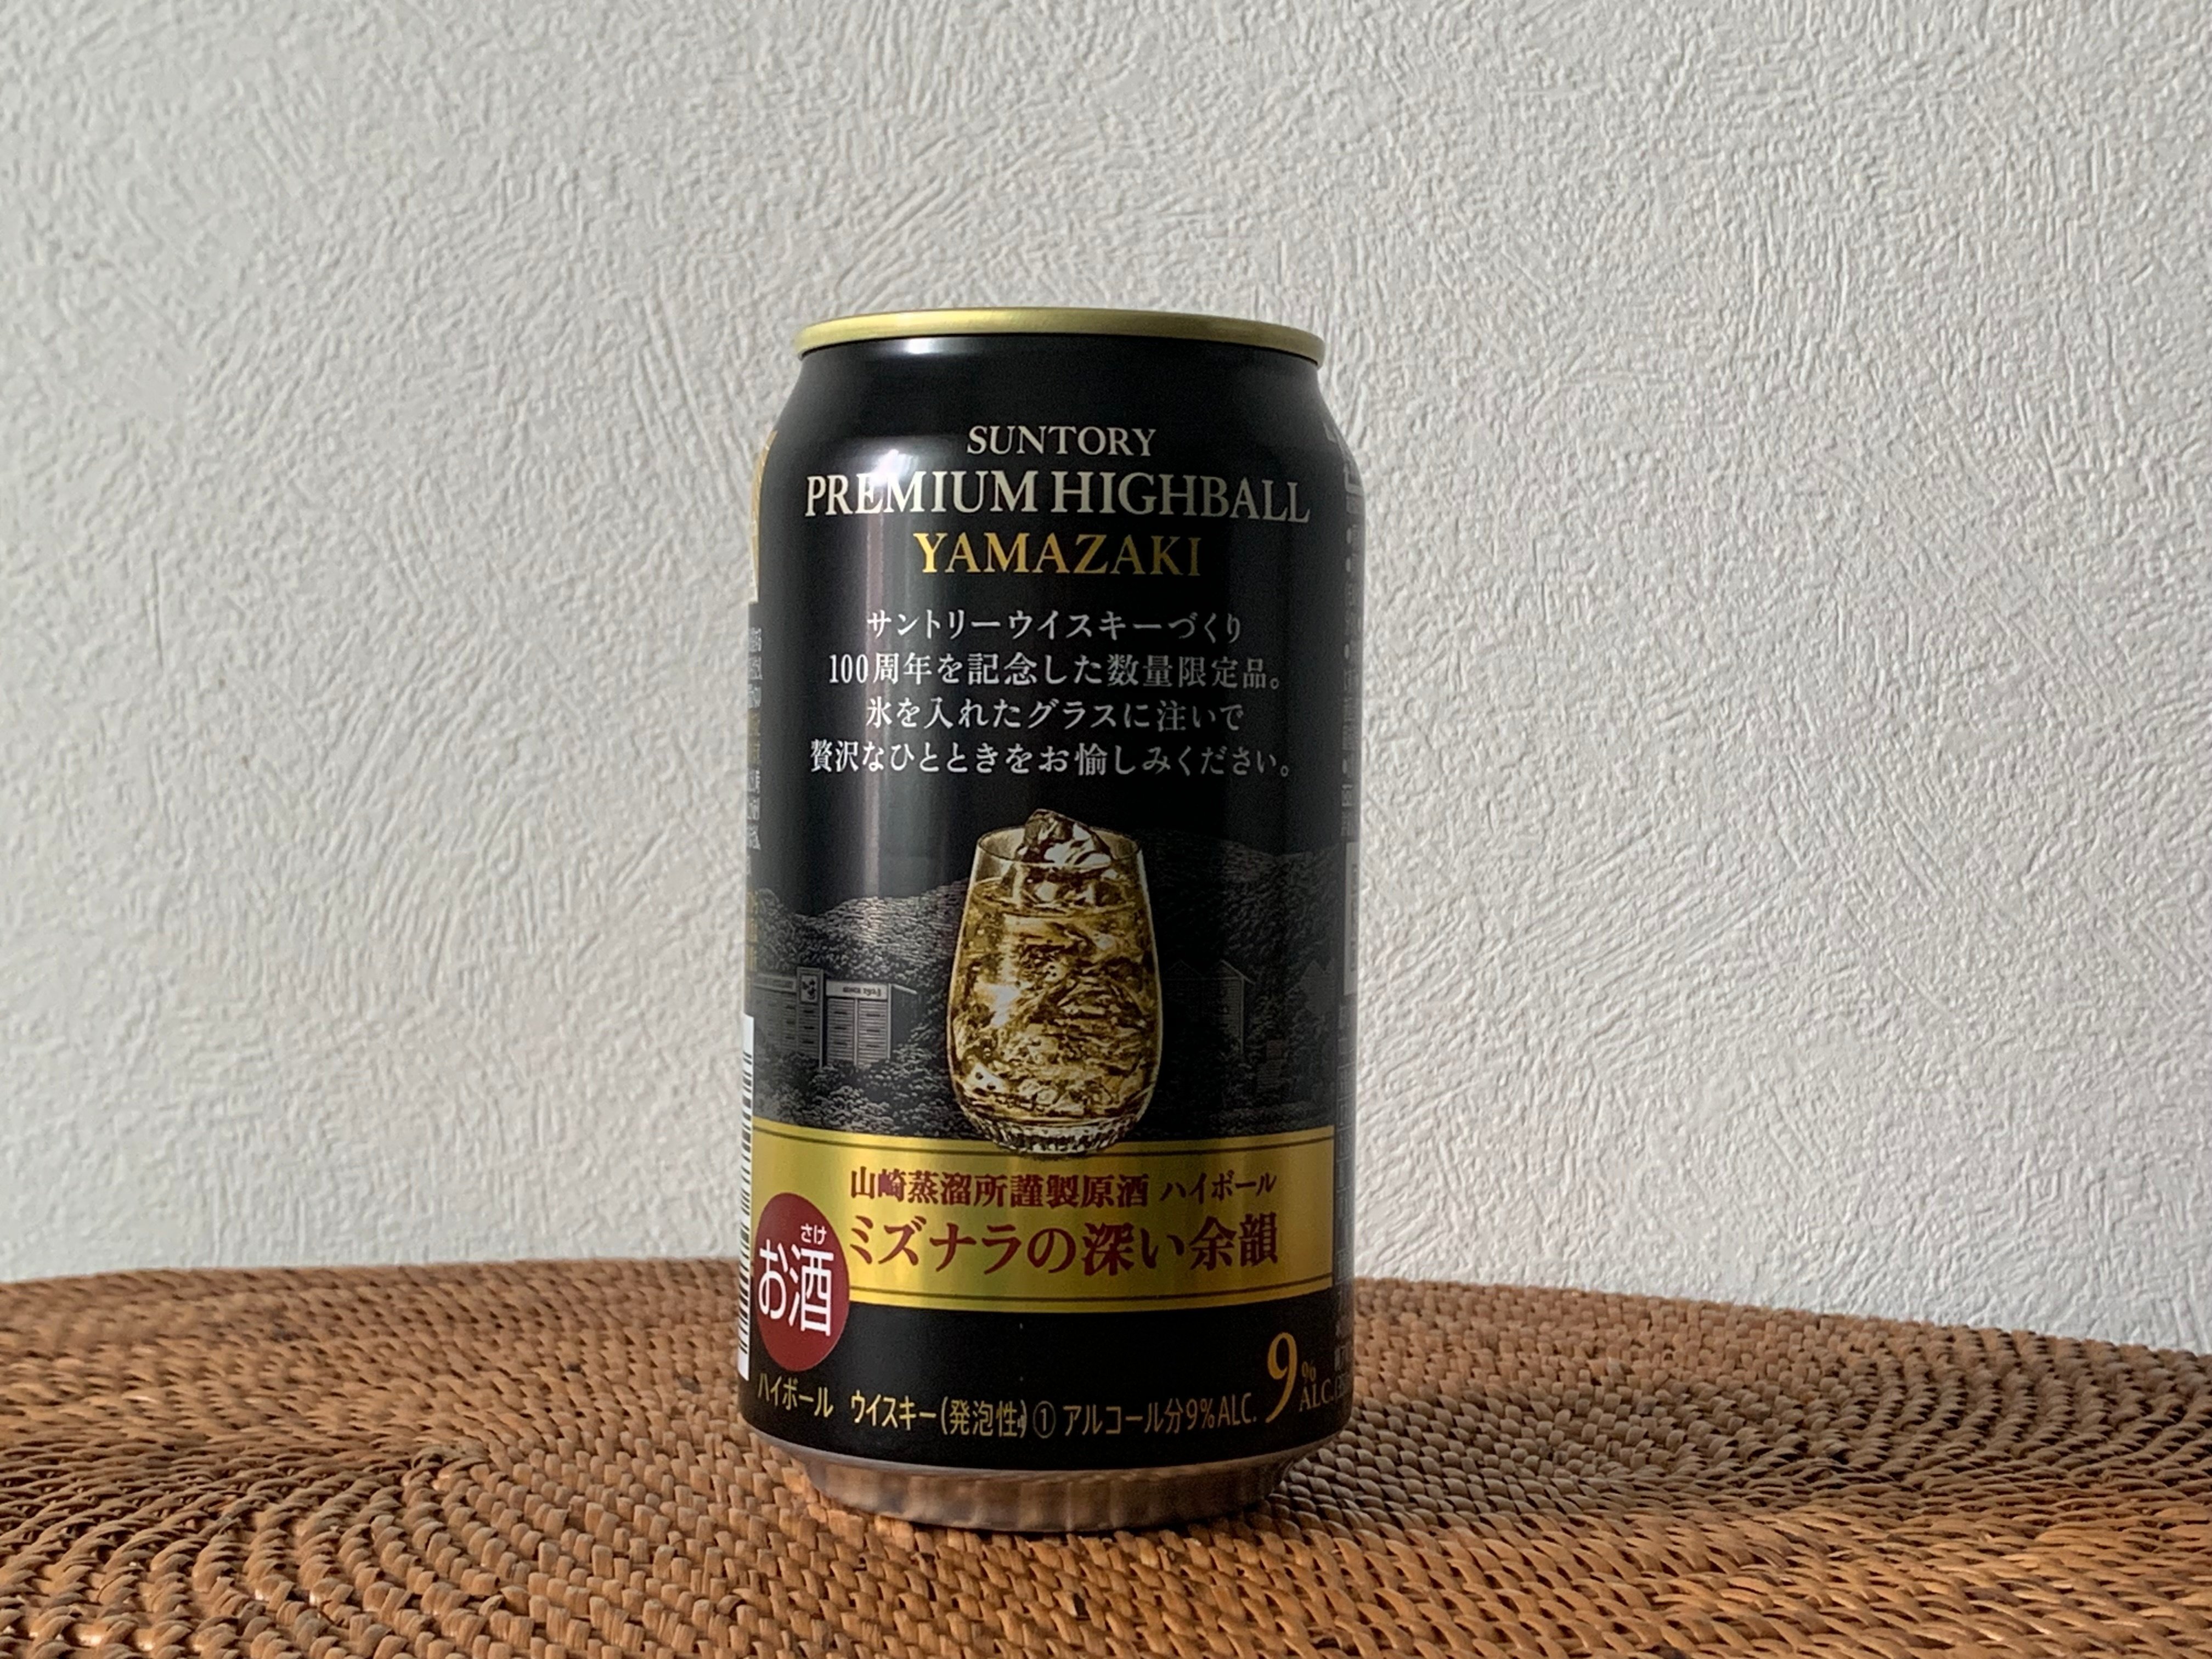 SUNTORY
PREMIUM HIGHBALL
YAMAZAKI
サントリーウイスキーづくり
100周年を記念した数量限定品。
氷を入れたグラスに注いで
贅沢なひとときをお愉しみください。
SINCE 1923
山崎蒸溜所謹製原酒 ハイボール
ミズナラの深い余韻
さけ
お酒
9%
ALC.
ハイボール ウイスキー(発泡性)① アルコール分9%ALC.